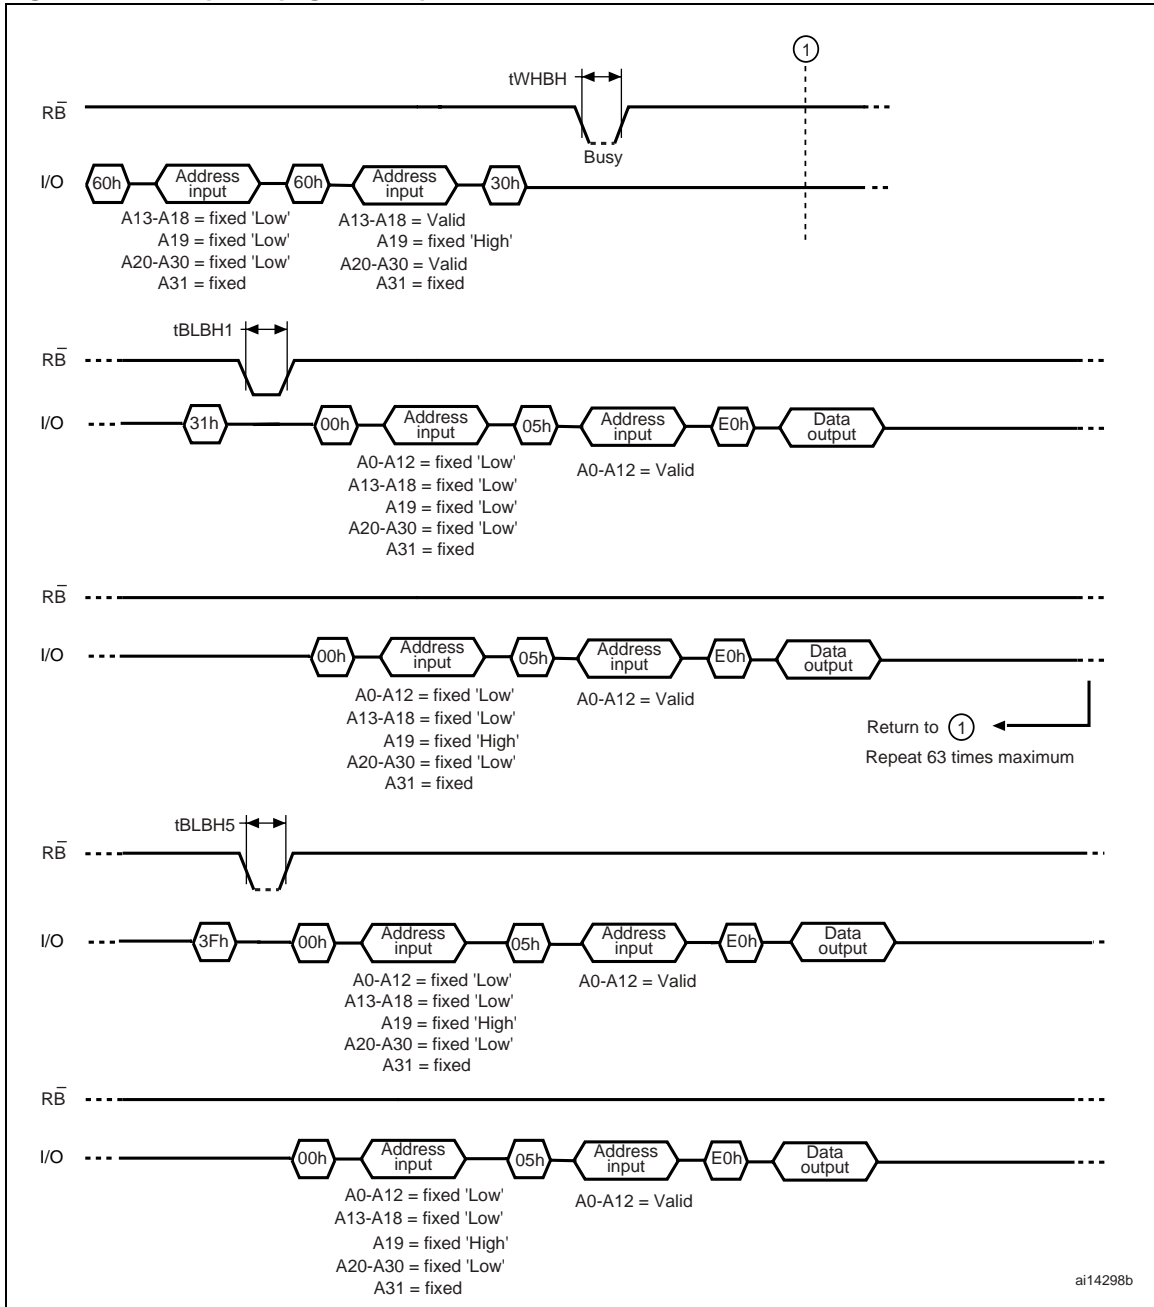 1
tWHBH
RB̅
Busy
I/O 60h Address input 60h Address input 30h
A13-A18 = fixed 'Low' A13-A18 = Valid
A19 = fixed 'Low' A19 = fixed 'High'
A20-A30 = fixed 'Low' A20-A30 = Valid
A31 = fixed A31 = fixed
tBLBH1
RB̅
I/O 31h 00h Address input 05h Address input E0h Data output
A0-A12 = fixed 'Low' A0-A12 = Valid
A13-A18 = fixed 'Low'
A19 = fixed 'Low'
A20-A30 = fixed 'Low'
A31 = fixed
RB̅
I/O 00h Address input 05h Address input E0h Data output
A0-A12 = fixed 'Low' A0-A12 = Valid
A13-A18 = fixed 'Low'
A19 = fixed 'High'
A20-A30 = fixed 'Low'
A31 = fixed
Return to 1
Repeat 63 times maximum
tBLBH5
RB̅
I/O 3Fh 00h Address input 05h Address input E0h Data output
A0-A12 = fixed 'Low' A0-A12 = Valid
A13-A18 = fixed 'Low'
A19 = fixed 'High'
A20-A30 = fixed 'Low'
A31 = fixed
RB̅
I/O 00h Address input 05h Address input E0h Data output
A0-A12 = fixed 'Low' A0-A12 = Valid
A13-A18 = fixed 'Low'
A19 = fixed 'High'
A20-A30 = fixed 'Low'
A31 = fixed
ai14298b